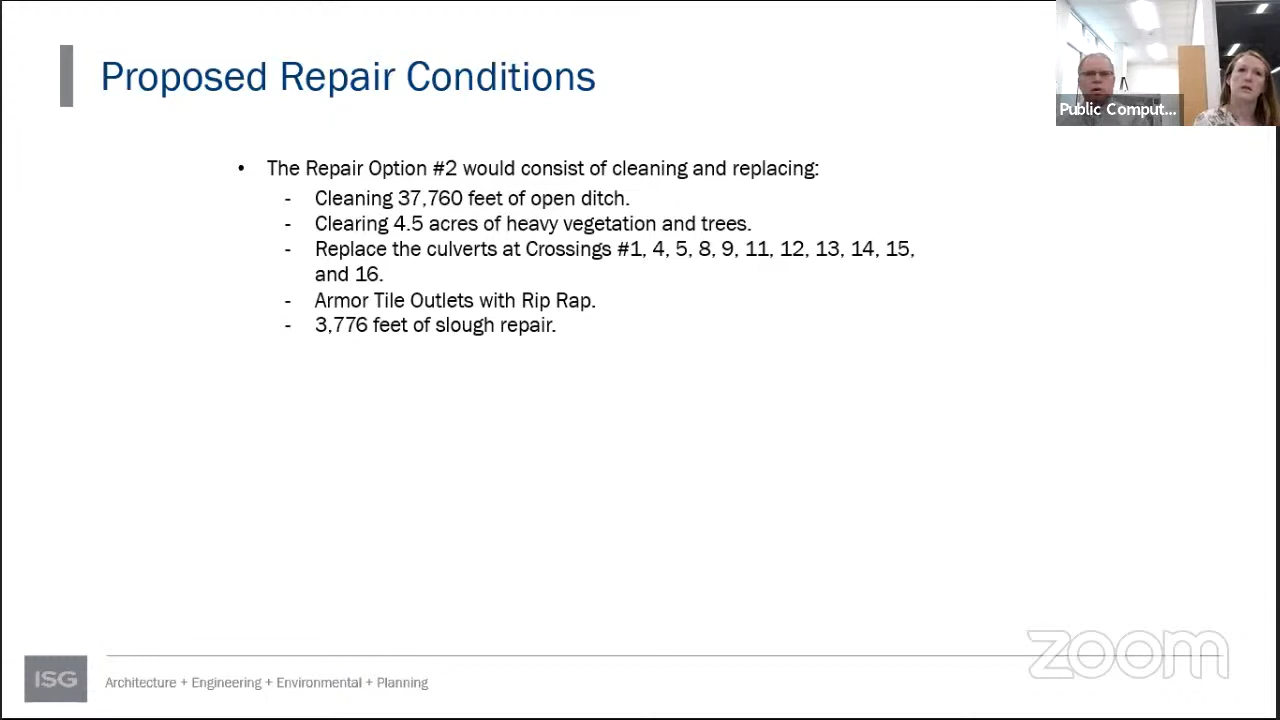 Proposed Repair Conditions
Public Comput...
• The Repair Option #2 would consist of cleaning and replacing:
- Cleaning 37,760 feet of open ditch.
- Clearing 4.5 acres of heavy vegetation and trees.
- Replace the culverts at Crossings #1, 4, 5, 8, 9, 11, 12, 13, 14, 15,
and 16.
- Armor Tile Outlets with Rip Rap.
- 3,776 feet of slough repair.
zoom
ISG
Architecture + Engineering + Environmental + Planning